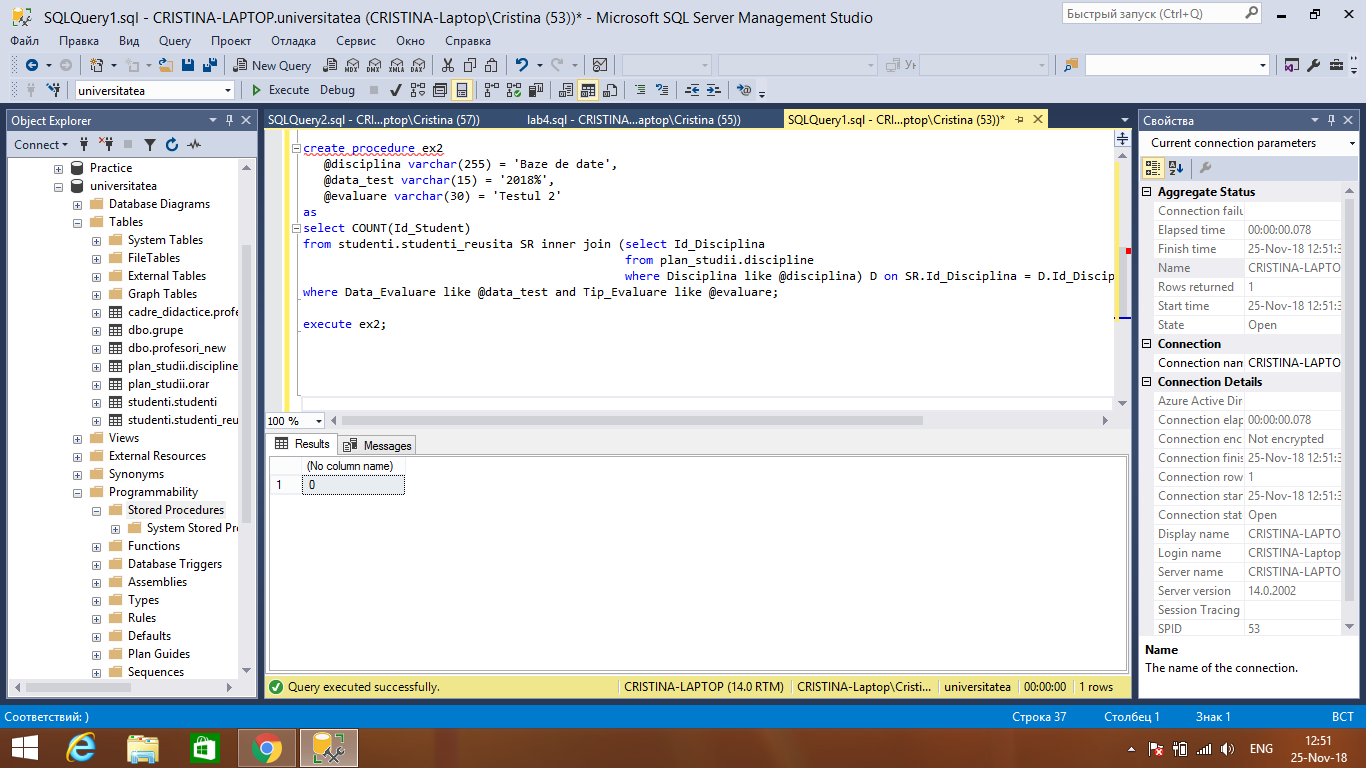 SQLQuery1.sql - CRISTINA-LAPTOP.universitatea (CRISTINA-Laptop\Cristina (53))* - Microsoft SQL Server Management Studio
Быстрый запуск (Ctrl+Q)
Файл Правка Вид Query Проект Отладка Сервис Окно Справка
New Query MDX DMX XMLA DAX
universitatea Execute Debug
Object Explorer
Connect
Practice
universitatea
Database Diagrams
Tables
System Tables
FileTables
External Tables
Graph Tables
cadre_didactice.profe
dbo.grupe
dbo.profesori_new
plan_studii.discipline
plan_studii.orar
studenti.studenti
studenti.studenti_reu
Views
External Resources
Synonyms
Programmability
Stored Procedures
System Stored Pr
Functions
Database Triggers
Assemblies
Types
Rules
Defaults
Plan Guides
Sequences
SQLQuery2.sql - CRI...ptop\Cristina (57)) lab4.sql - CRISTINA...aptop\Cristina (55)) SQLQuery1.sql - CRI...ptop\Cristina (53))*
create procedure ex2
@disciplina varchar(255) = 'Baze de date',
@data_test varchar(15) = '2018%',
@evaluare varchar(30) = 'Testul 2'
as
select COUNT(Id_Student)
from studenti.studenti_reusita SR inner join (select Id_Disciplina
from plan_studii.discipline
where Disciplina like @disciplina) D on SR.Id_Disciplina = D.Id_Discip
where Data_Evaluare like @data_test and Tip_Evaluare like @evaluare;
execute ex2;
100 %
Results Messages
(No column name)
1 0
Query executed successfully. CRISTINA-LAPTOP (14.0 RTM) CRISTINA-Laptop\Cristi... universitatea 00:00:00 1 rows
Свойства
Current connection parameters
Aggregate Status
Connection failu
Elapsed time 00:00:00.078
Finish time 25-Nov-18 12:51:3
Name CRISTINA-LAPTO
Rows returned 1
Start time 25-Nov-18 12:51:3
State Open
Connection
Connection nam CRISTINA-LAPTO
Connection Details
Azure Active Dir
Connection elap 00:00:00.078
Connection enc Not encrypted
Connection finis 25-Nov-18 12:51:3
Connection row 1
Connection star 25-Nov-18 12:51:3
Connection stat Open
Display name CRISTINA-LAPTO
Login name CRISTINA-Laptop
Server name CRISTINA-LAPTO
Server version 14.0.2002
Session Tracing
SPID 53
Name
The name of the connection.
Соответствий: ) Строка 37 Столбец 1 Знак 1 ВСТ
ENG
12:51
25-Nov-18